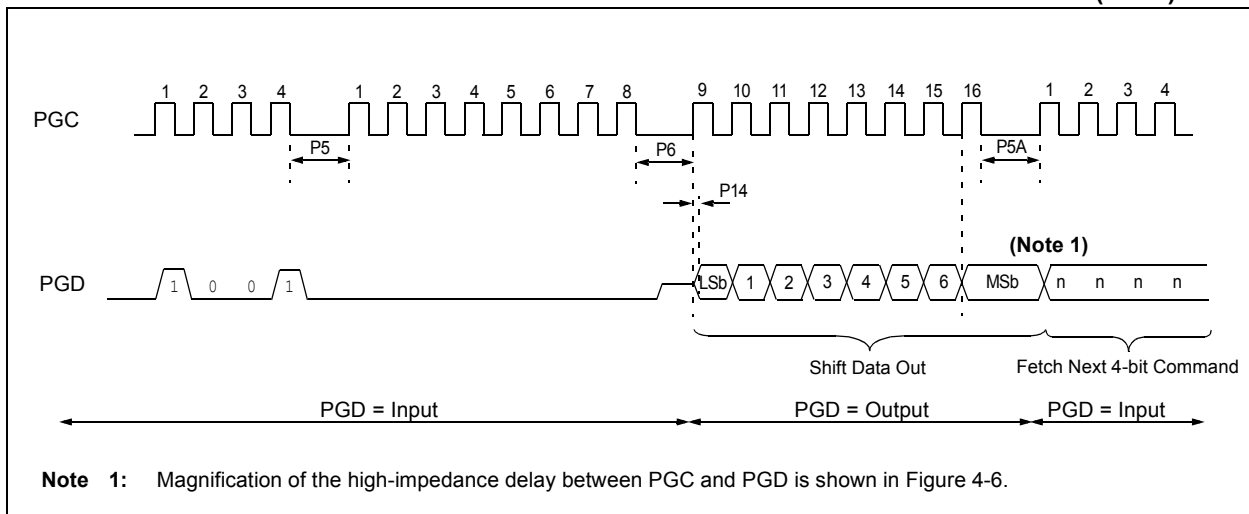 1 2 3 4 1 2 3 4 5 6 7 8 9 10 11 12 13 14 15 16 1 2 3 4
PGC
P5 P6 P5A
P14
(Note 1)
PGD 1 0 0 1 LSb 1 2 3 4 5 6 MSb n n n n
Shift Data Out Fetch Next 4-bit Command
PGD = Input PGD = Output PGD = Input
Note 1: Magnification of the high-impedance delay between PGC and PGD is shown in Figure 4-6.